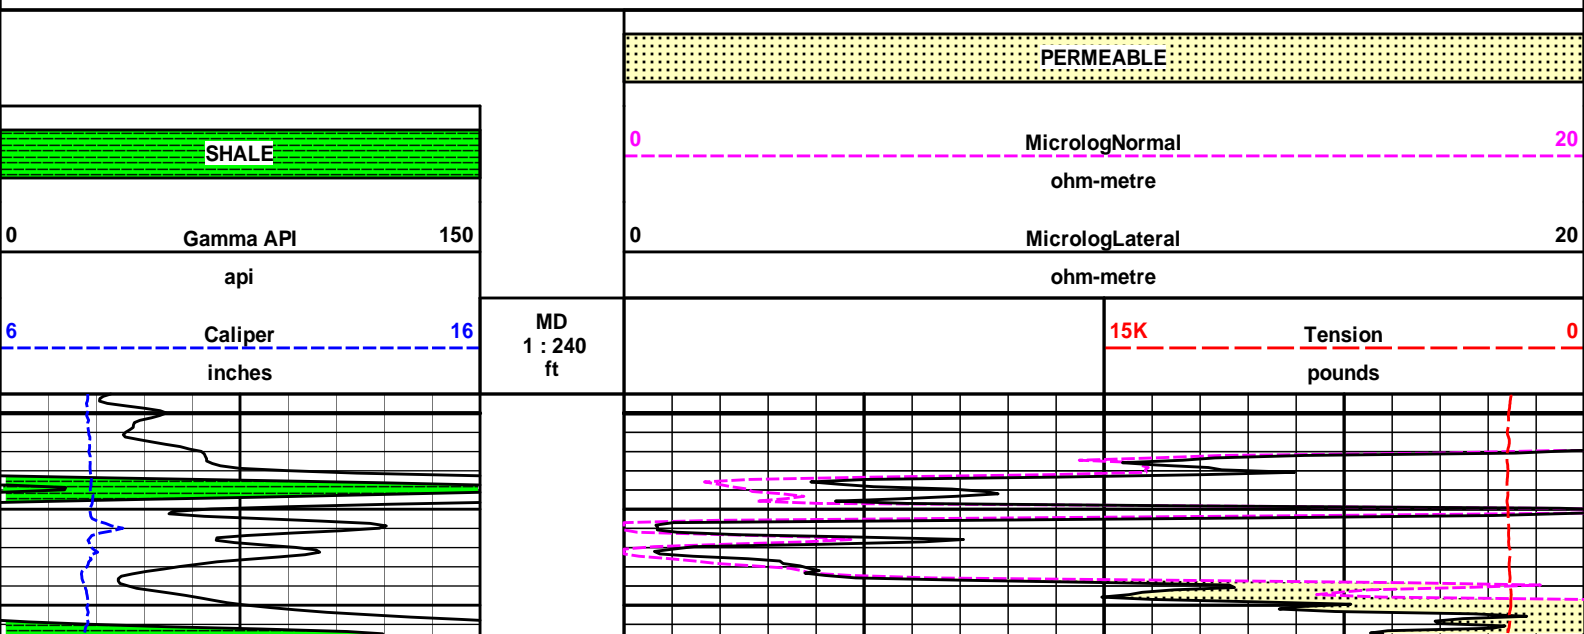 PERMEABLE
SHALE
0 MicrologNormal 20
ohm-metre
0 Gamma API 150
api
0 MicrologLateral 20
ohm-metre
6 Caliper 16
inches
MD
1 : 240
ft
15K Tension 0
pounds